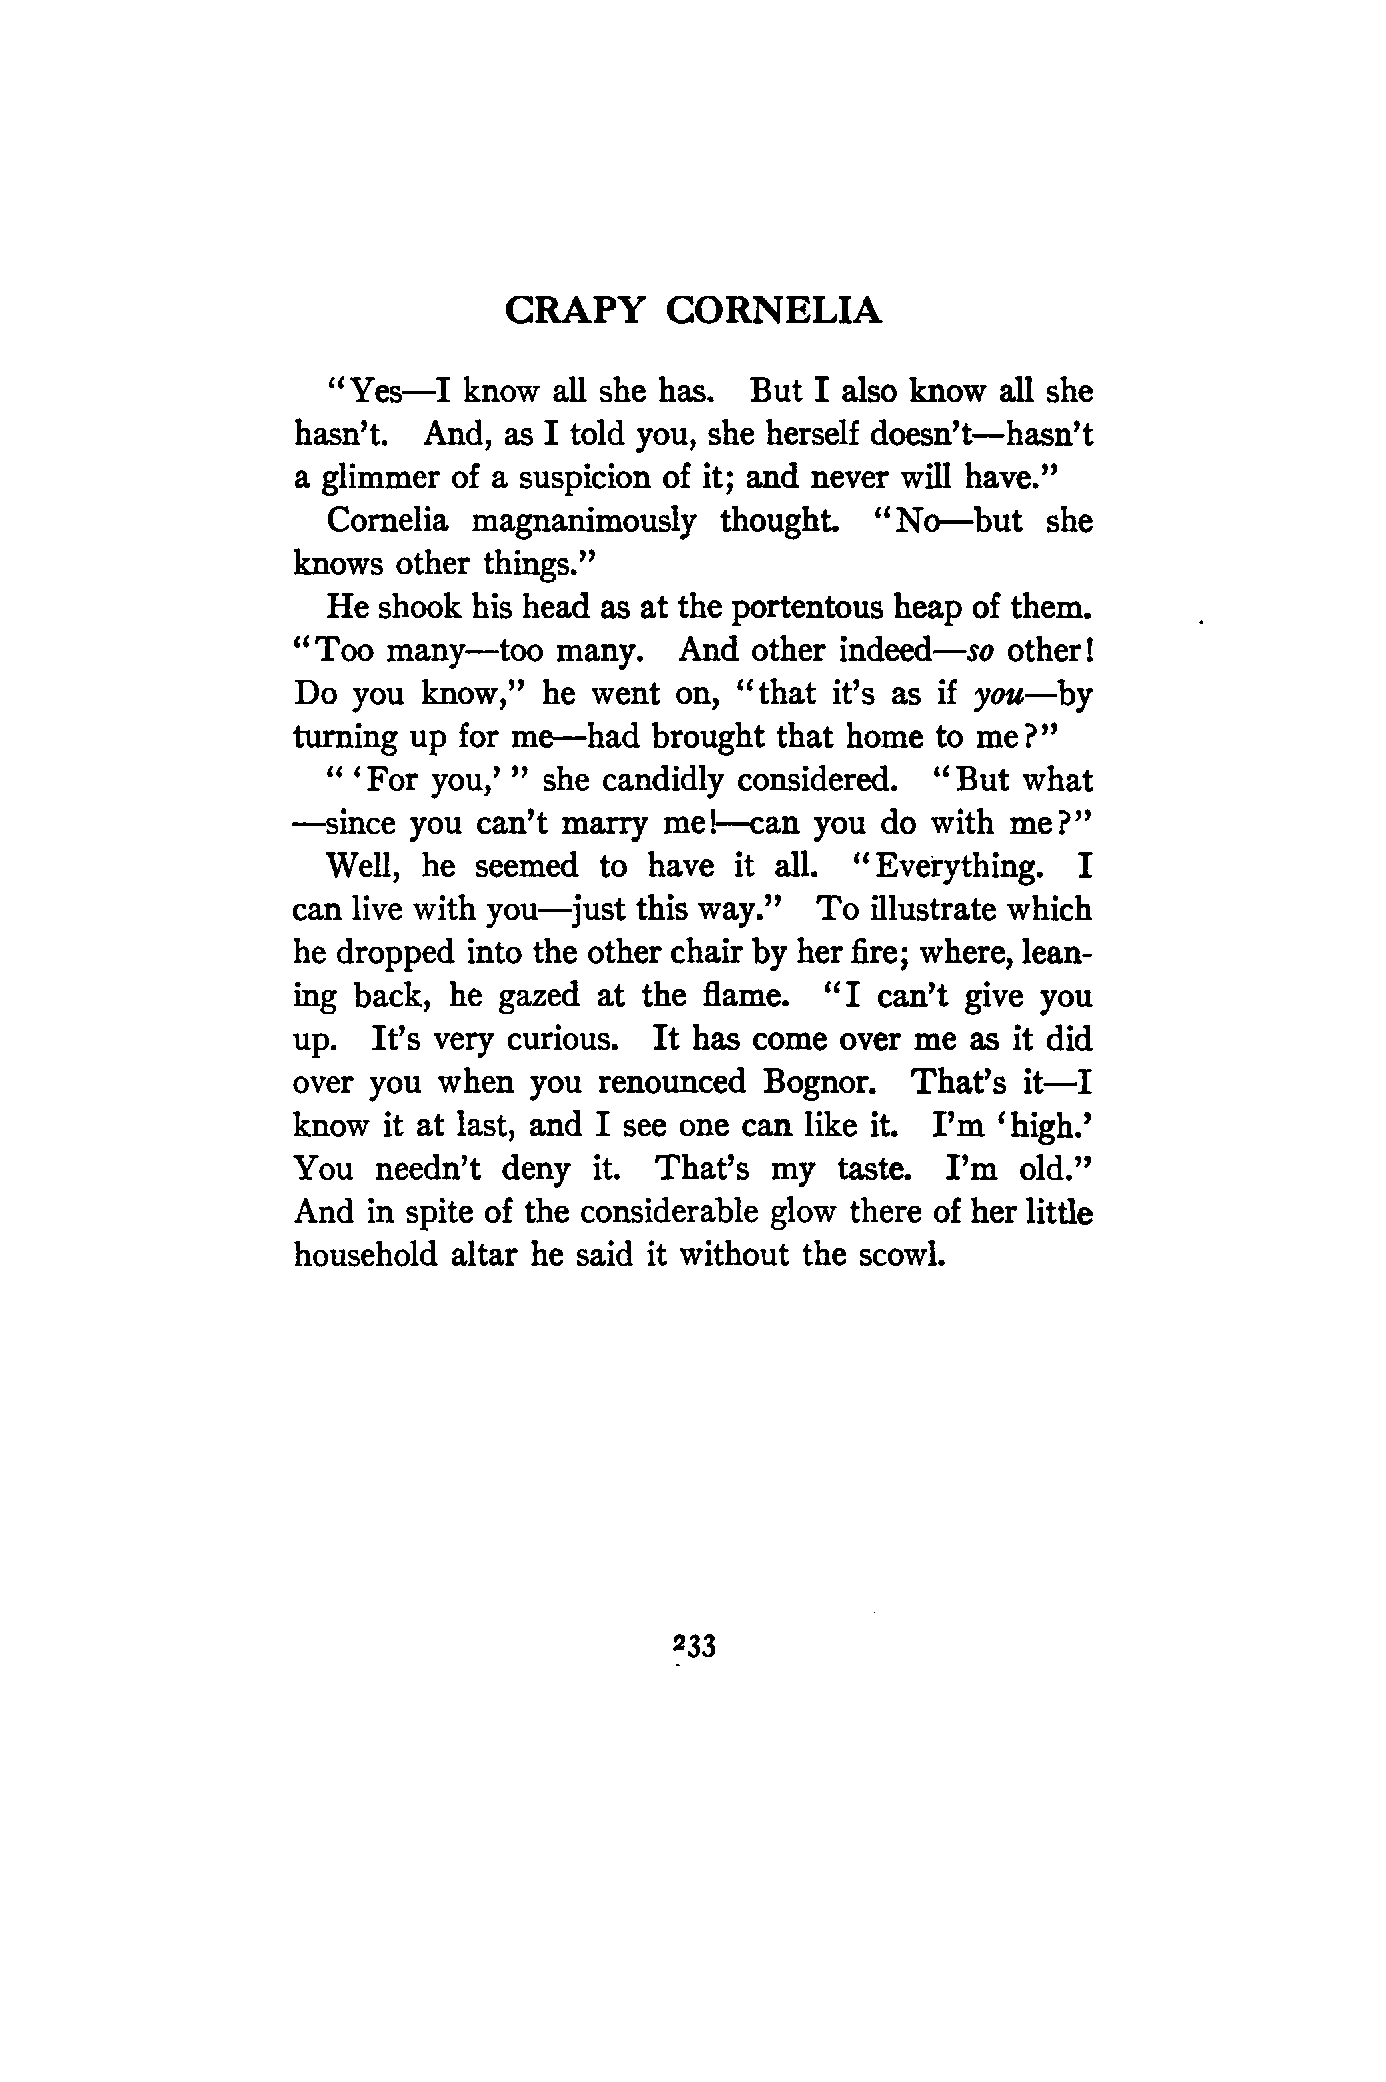 CRAPY CORNELIA
“Yes—I know all she has. But I also know all she
hasn’t. And, as I told you, she herself doesn’t—hasn’t
a glimmer of a suspicion of it; and never will have.”
Cornelia magnanimously thought. “No—but she
knows other things.”
He shook his head as at the portentous heap of them.
“Too many—too many. And other indeed—so other!
Do you know,” he went on, “that it’s as if you—by
turning up for me—had brought that home to me?”
“ ‘For you,’ ” she candidly considered. “But what
—since you can’t marry me!—can you do with me?”
Well, he seemed to have it all. “Everything. I
can live with you—just this way.” To illustrate which
he dropped into the other chair by her fire; where, lean-
ing back, he gazed at the flame. “I can’t give you
up. It’s very curious. It has come over me as it did
over you when you renounced Bognor. That’s it—I
know it at last, and I see one can like it. I’m ‘high.’
You needn’t deny it. That’s my taste. I’m old.”
And in spite of the considerable glow there of her little
household altar he said it without the scowl.
233